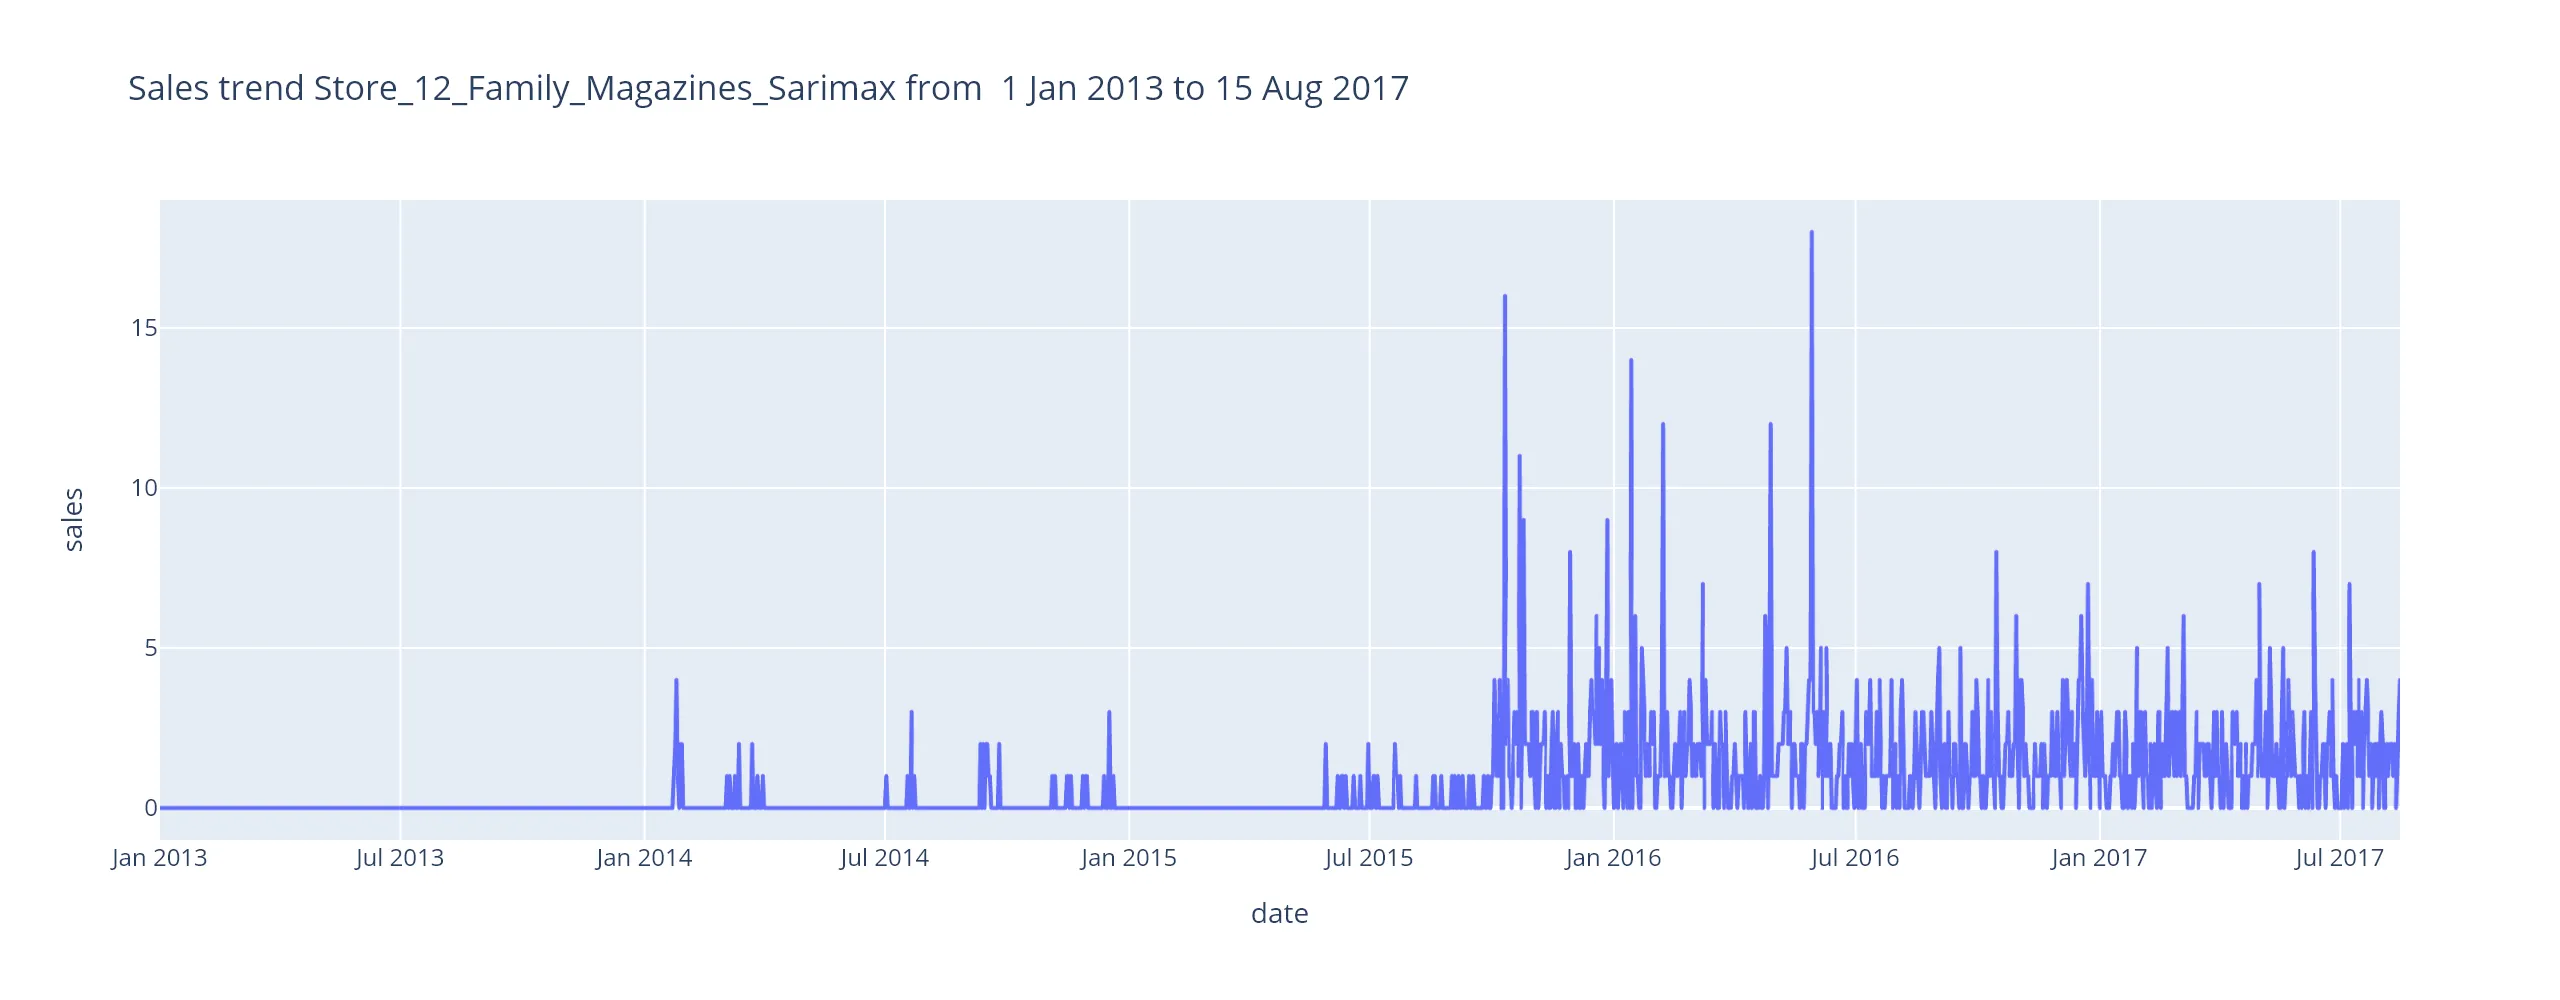 Sales trend Store_12_Family_Magazines_Sarimax from  1 Jan 2013 to 15 Aug 2017
15
10
5
0
sales
Jan 2013 Jul 2013 Jan 2014 Jul 2014 Jan 2015 Jul 2015 Jan 2016 Jul 2016 Jan 2017 Jul 2017
date